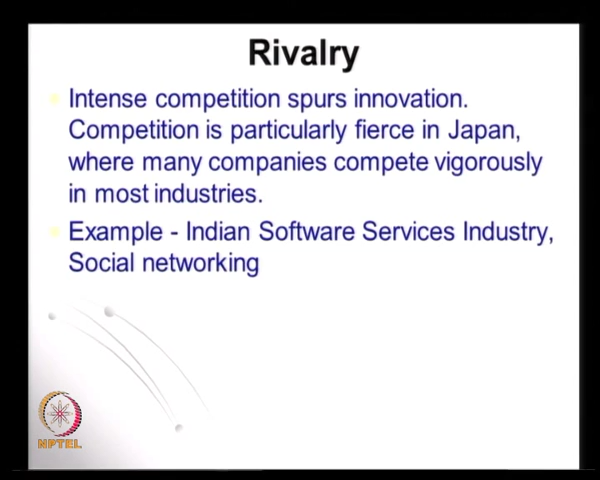 Rivalry
Intense competition spurs innovation.
Competition is particularly fierce in Japan,
where many companies compete vigorously
in most industries.
Example - Indian Software Services Industry,
Social networking
NPTEL